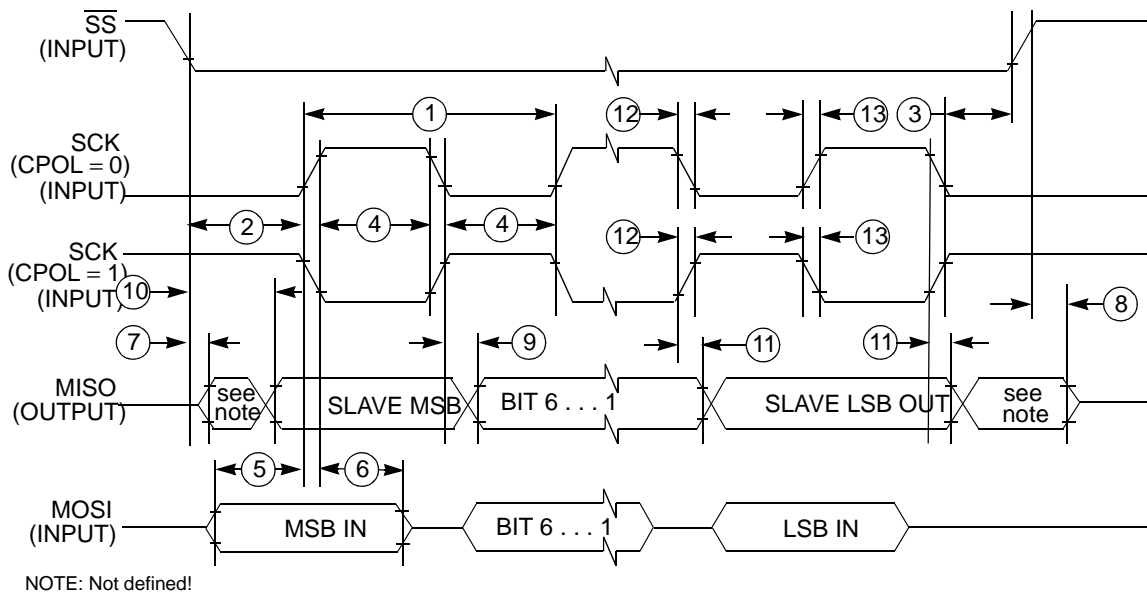 SS
(INPUT)
1
12
13
3
SCK
(CPOL = 0)
(INPUT)
2
4
4
SCK
(CPOL = 1)
(INPUT)
12
13
10
8
7
9
11
11
MISO
(OUTPUT)
see
note
SLAVE MSB
BIT 6 . . . 1
SLAVE LSB OUT
see
note
5
6
MOSI
(INPUT)
MSB IN
BIT 6 . . . 1
LSB IN
NOTE: Not defined!